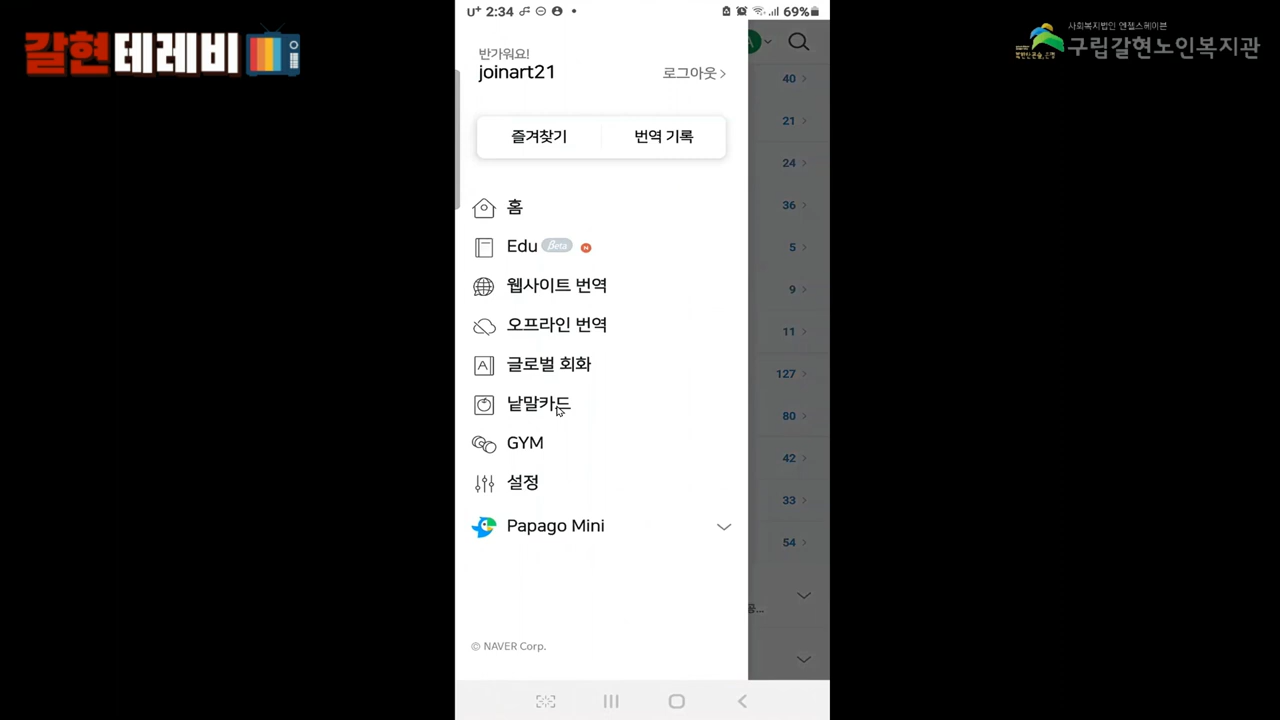 갈현테레비
사회복지법인 엔젤스헤이븐
구립갈현노인복지관
U+ 2:34
69%
반가워요!
joinart21
로그아웃
즐겨찾기
번역 기록
홈
Edu Beta N
웹사이트 번역
오프라인 번역
글로벌 회화
낱말카드
GYM
설정
Papago Mini
© NAVER Corp.
40
21
24
36
5
9
11
127
80
42
33
54